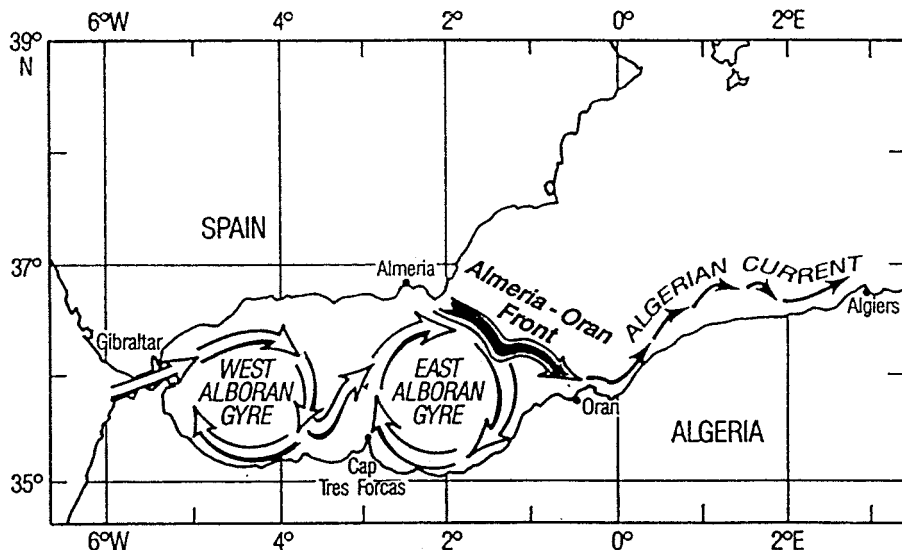 6°W 4° 2° 0° 2°E
39°
N
SPAIN
37°
Almeria
Almeria - Oran
Front
ALGERIAN CURRENT
Algiers
Gibraltar
WEST
ALBORAN
GYRE
EAST
ALBORAN
GYRE
Oran
ALGERIA
Cap
Tres Forcas
35°
6°W 4° 2° 0° 2°E